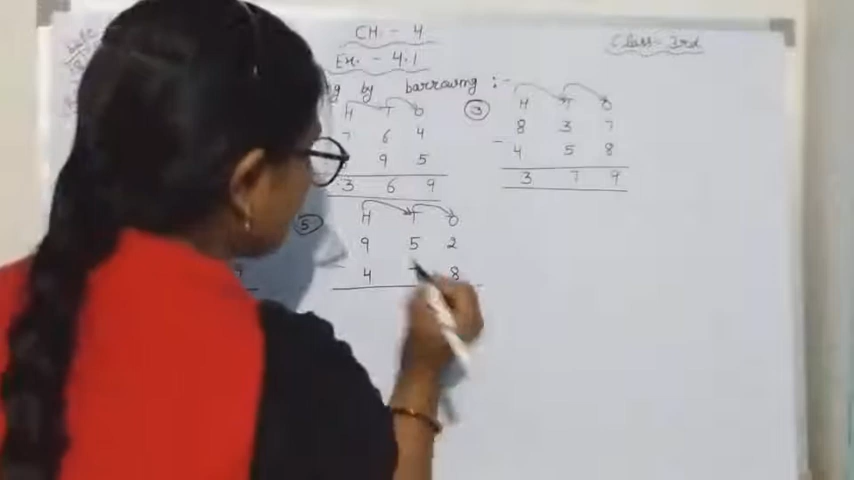 CH. - 4
Class - 3rd
EX. - 4.1
by barrowing :-
H T O
7 6 4
9 5
3 6 9
③ H T O
8 3 7
- 4 5 8
3 7 9
⑤ H T O
9 5 2
- 4 8